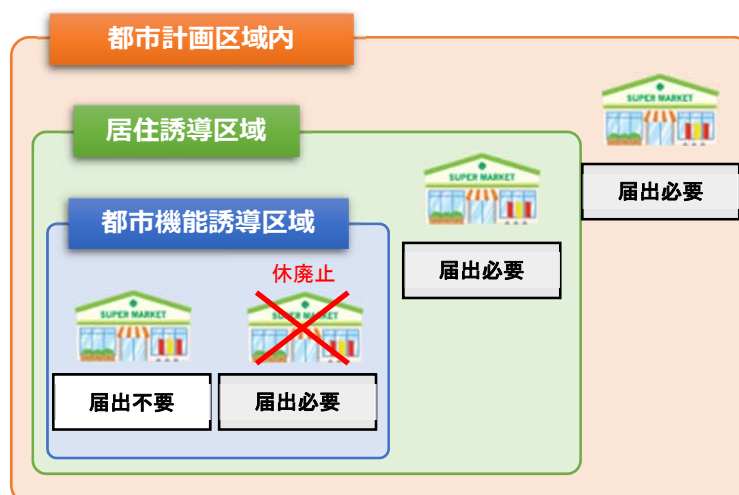 都市計画区域内
SUPER MARKET
居住誘導区域
届出必要
SUPER MARKET
都市機能誘導区域
届出必要
休廃止
SUPER MARKET
SUPER MARKET
届出不要
届出必要